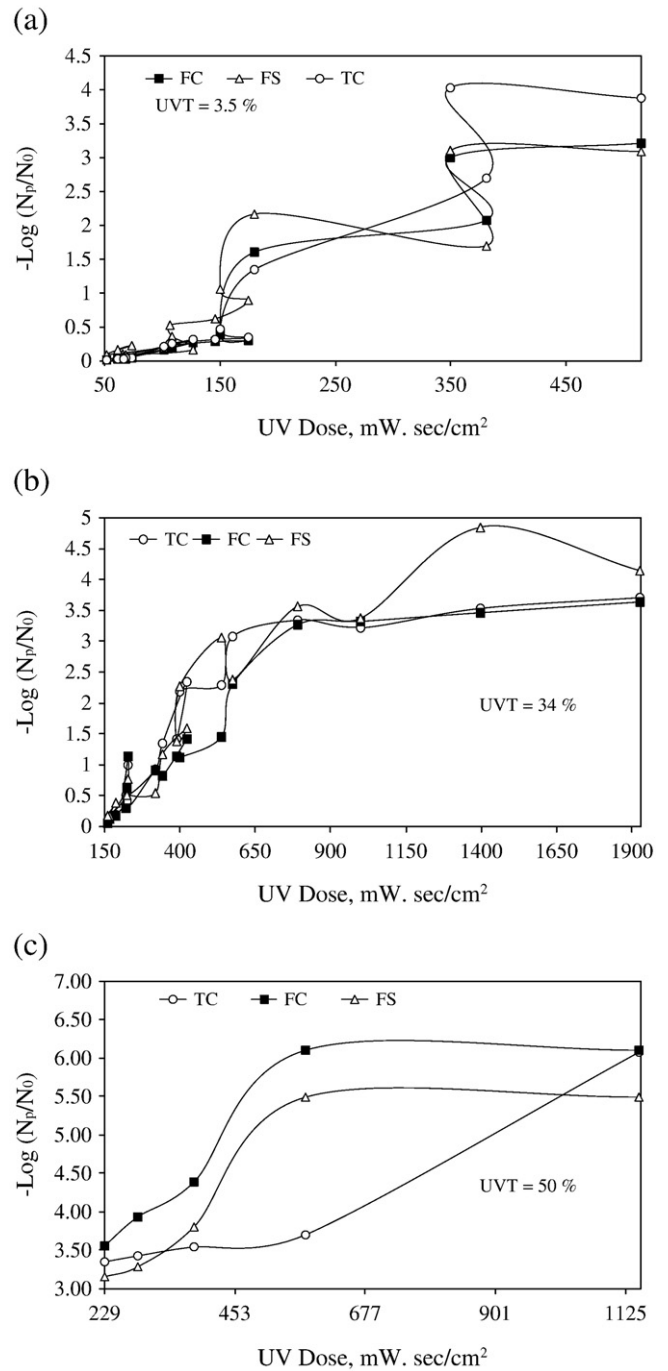 (a)
4.5
4
3.5
3
2.5
2
1.5
1
0.5
0
FC FS TC
UVT = 3.5 %
-Log (Np/N0)
50 150 250 350 450
UV Dose, mW. sec/cm²
(b)
5
4.5
4
3.5
3
2.5
2
1.5
1
0.5
0
TC FC FS
UVT = 34 %
-Log (Np/N0)
150 400 650 900 1150 1400 1650 1900
UV Dose, mW. sec/cm²
(c)
7.00
6.50
6.00
5.50
5.00
4.50
4.00
3.50
3.00
TC FC FS
UVT = 50 %
-Log (Np/N0)
229 453 677 901 1125
UV Dose, mW. sec/cm²